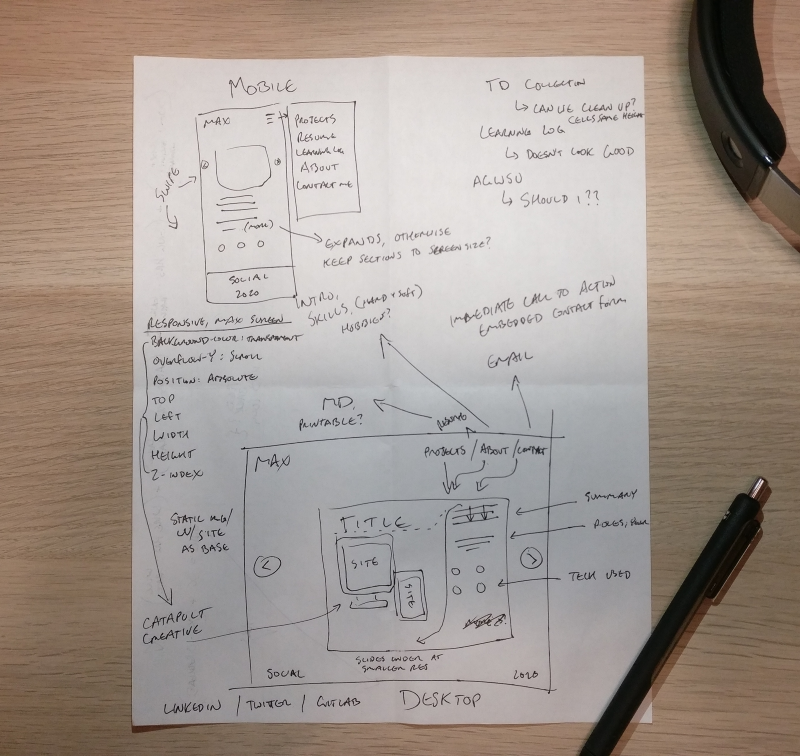 MOBILE
MAX
PROJECTS
RESUME
LEARNING LOG
ABOUT
CONTACT ME
SWIPE
(MORE)
SOCIAL
2020
EXPANDS, OTHERWISE
KEEP SECTIONS TO SCREEN SIZE?
TD COLLECTION
CAN WE CLEAN UP?
CELLS SAME HEIGHT
LEARNING LOG
DOESN'T LOOK GOOD
AGWSU
SHOULD I??
INTRO,
SKILLS, (HARD + SOFT)
HOBBIES?
IMMEDIATE CALL TO ACTION
EMBEDDED CONTACT FORM
EMAIL
RESPONSIVE, MAX SCREEN
BACKGROUND-COLOR: TRANSPARENT
OVERFLOW-Y: SCROLL
POSITION: ABSOLUTE
TOP
LEFT
WIDTH
HEIGHT
Z-INDEX
MD,
PRINTABLE?
RESUME
PROJECTS / ABOUT / CONTACT
MAX
STATIC IMG/
W/ SITE
AS BASE
TITLE
SITE
SITE
SUMMARY
ROLES,
TECH USED
CATAPULT
CREATIVE
SLIDES UNDER AT
SMALLER RES
SOCIAL
2020
LINKEDIN / TWITTER / GITLAB
DESKTOP